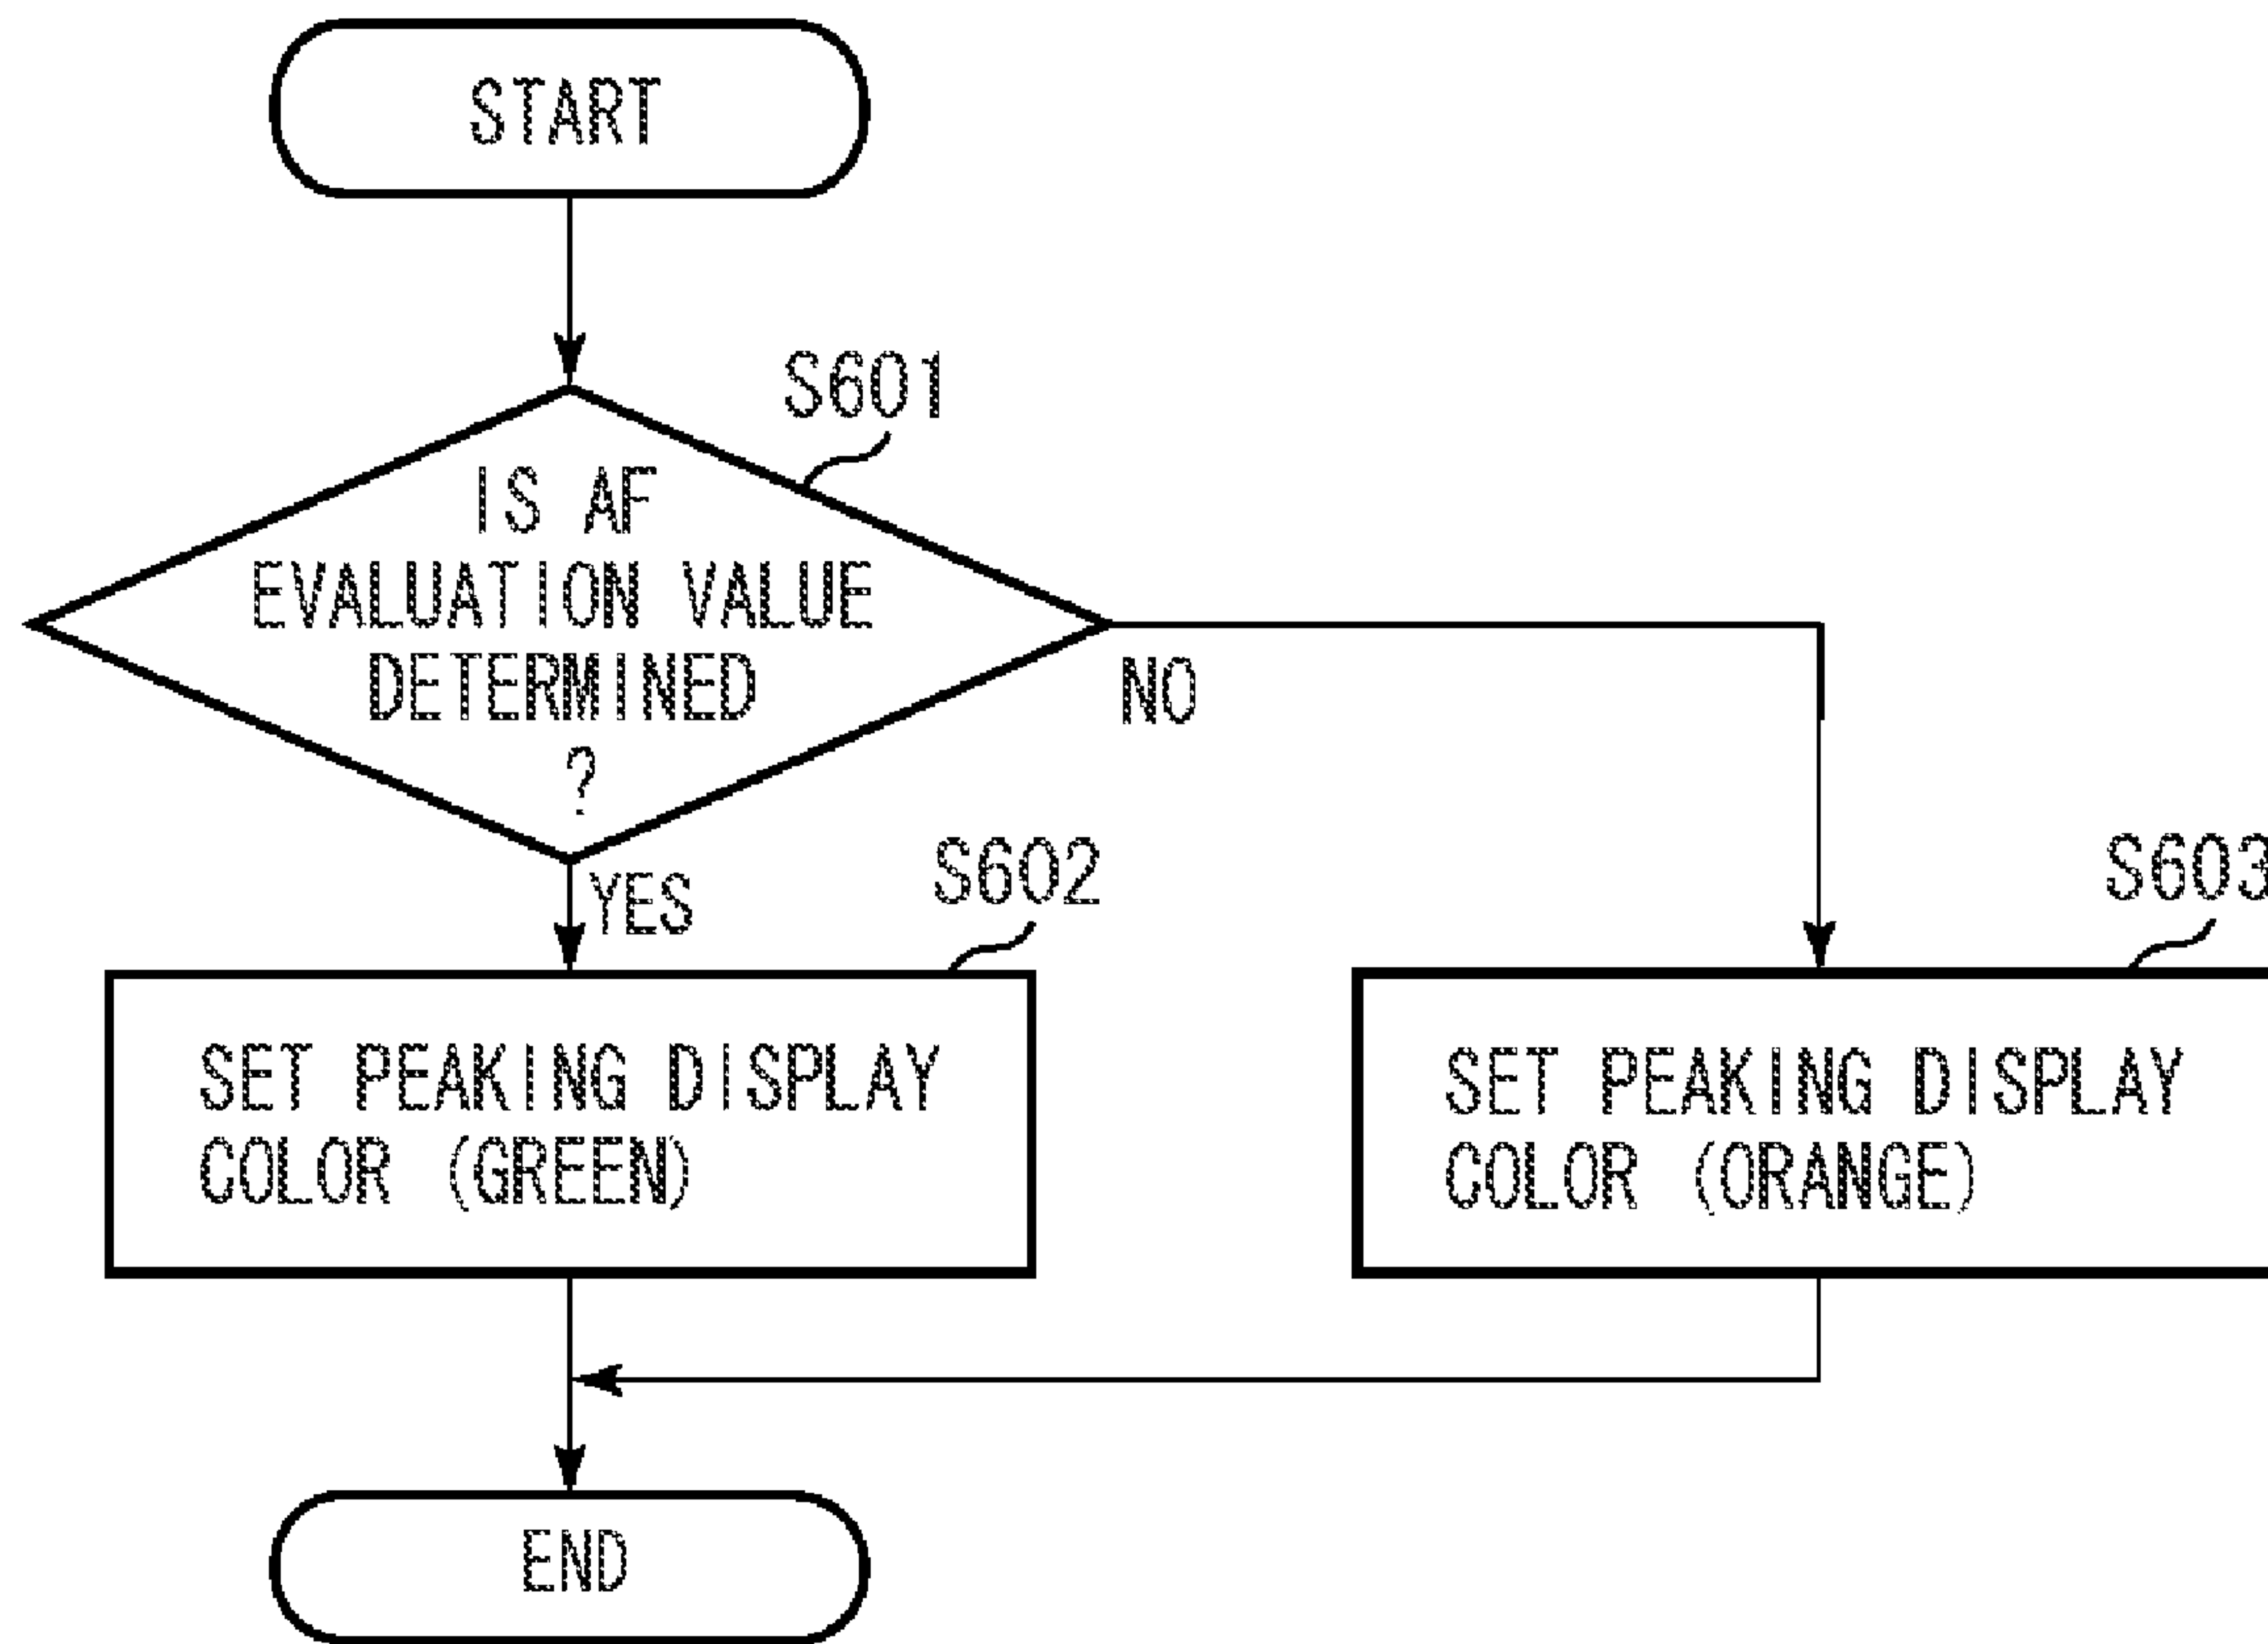 START
S601
IS AF
EVALUATION VALUE
DETERMINED
?
NO
YES
S602
S603
SET PEAKING DISPLAY
COLOR (GREEN)
SET PEAKING DISPLAY
COLOR (ORANGE)
END